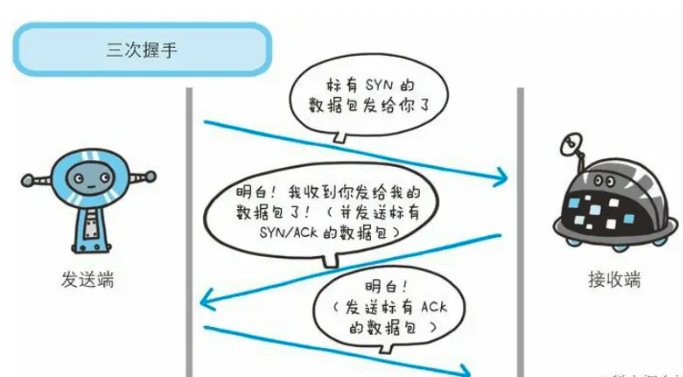 三次握手
标有 SYN 的
数据包发给你了
明白！我收到你发给我的
数据包了！（并发送标有
SYN/ACK 的数据包）
发送端
接收端
明白！
（发送标有 ACK
的数据包）